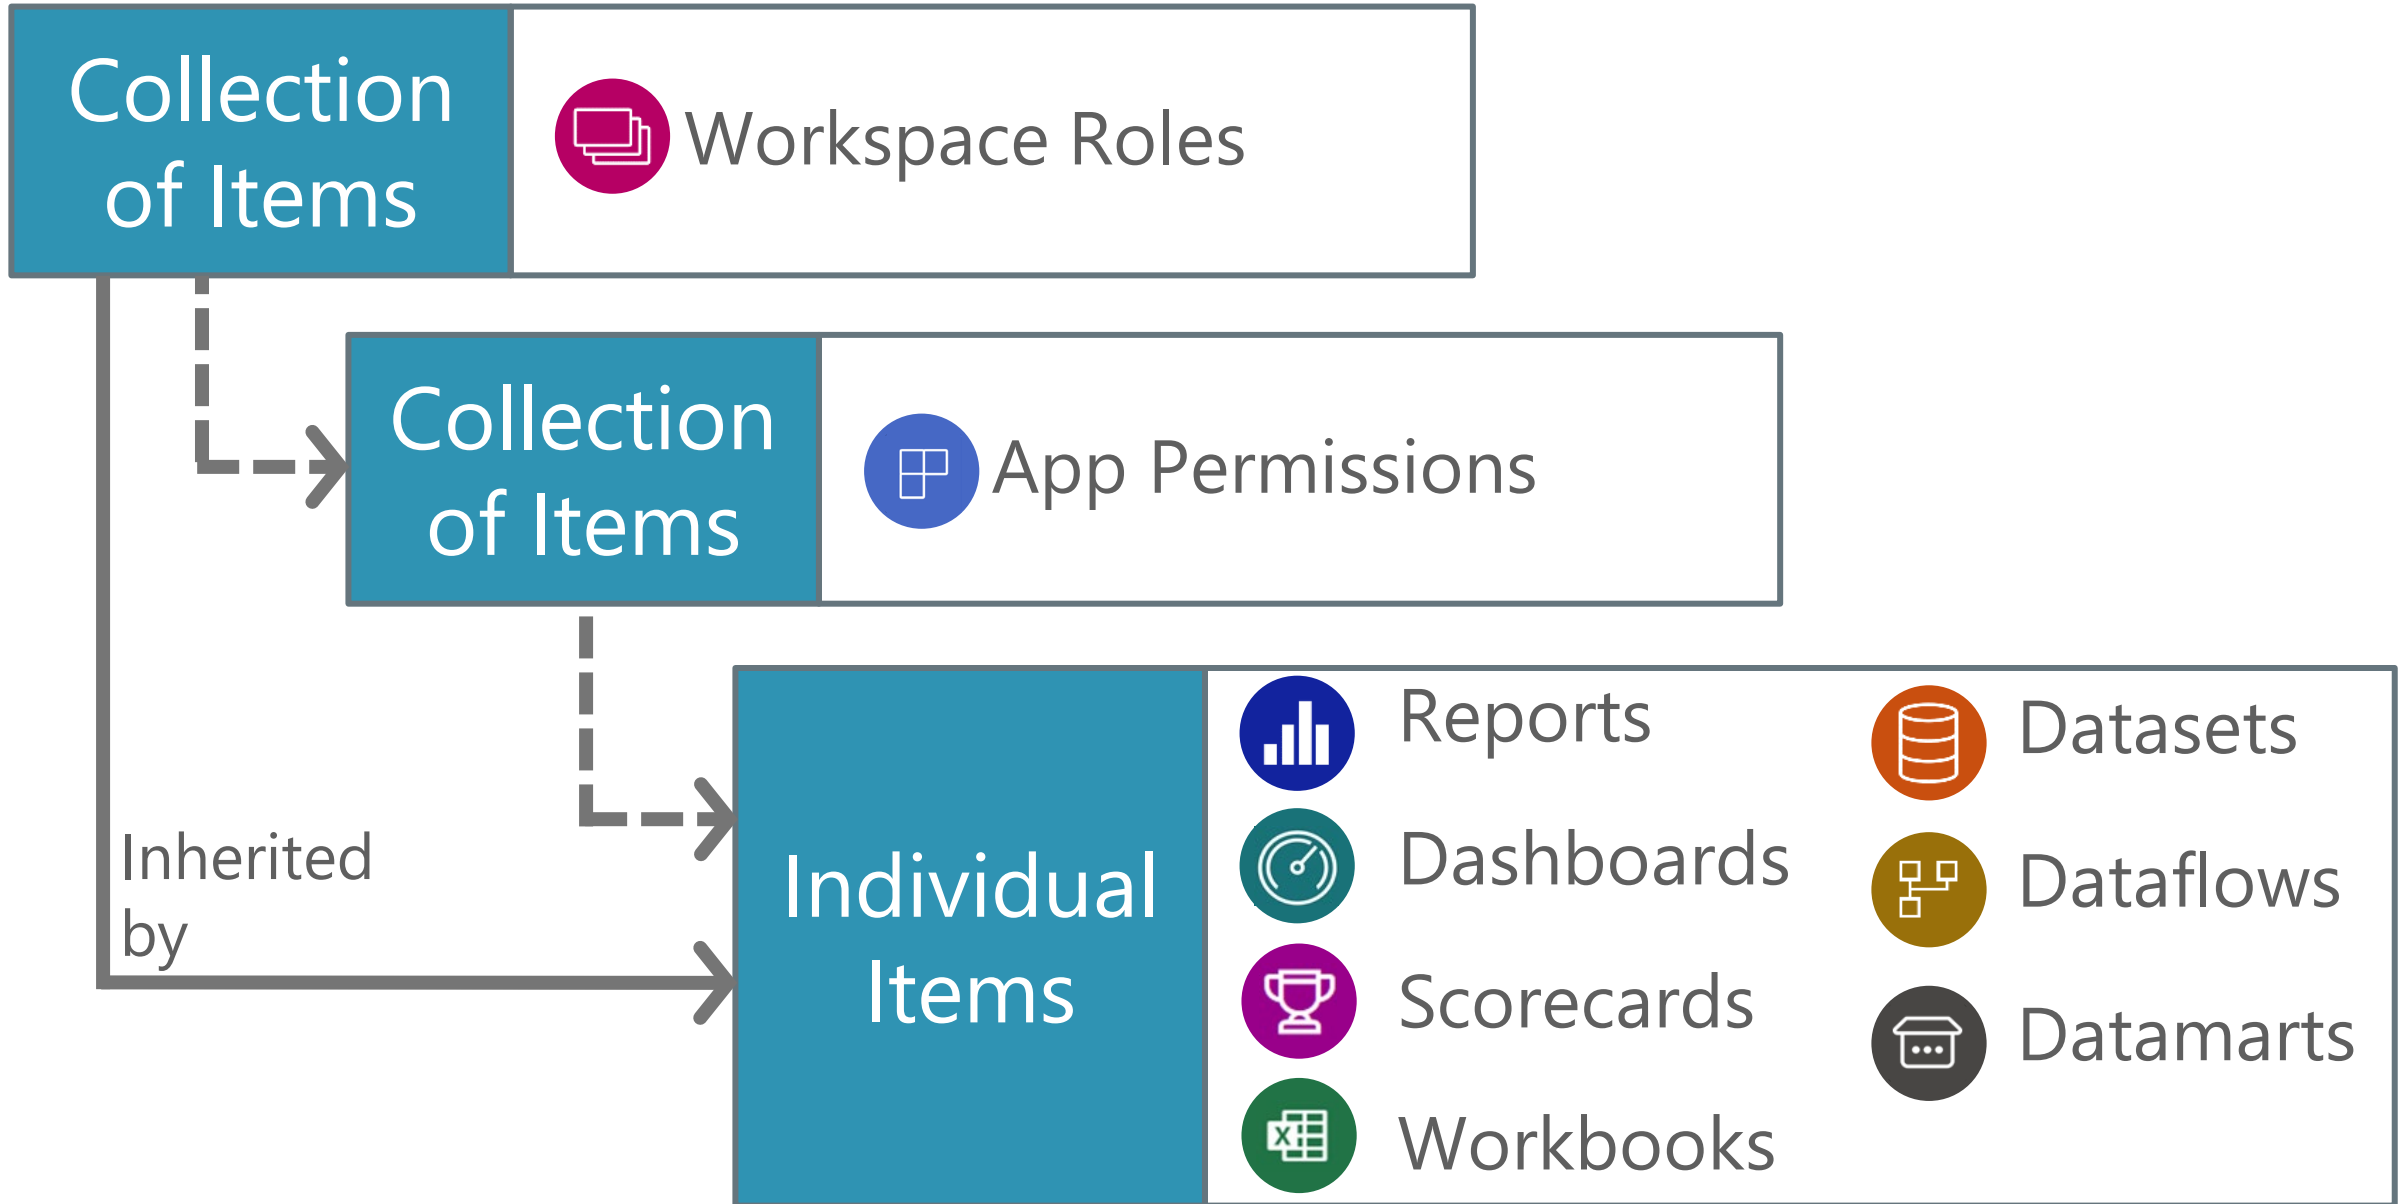 Collection
of Items
Workspace Roles
Collection
of Items
App Permissions
Inherited
by
Individual
Items
Reports
Dashboards
Scorecards
Workbooks
Datasets
Dataflows
Datamarts